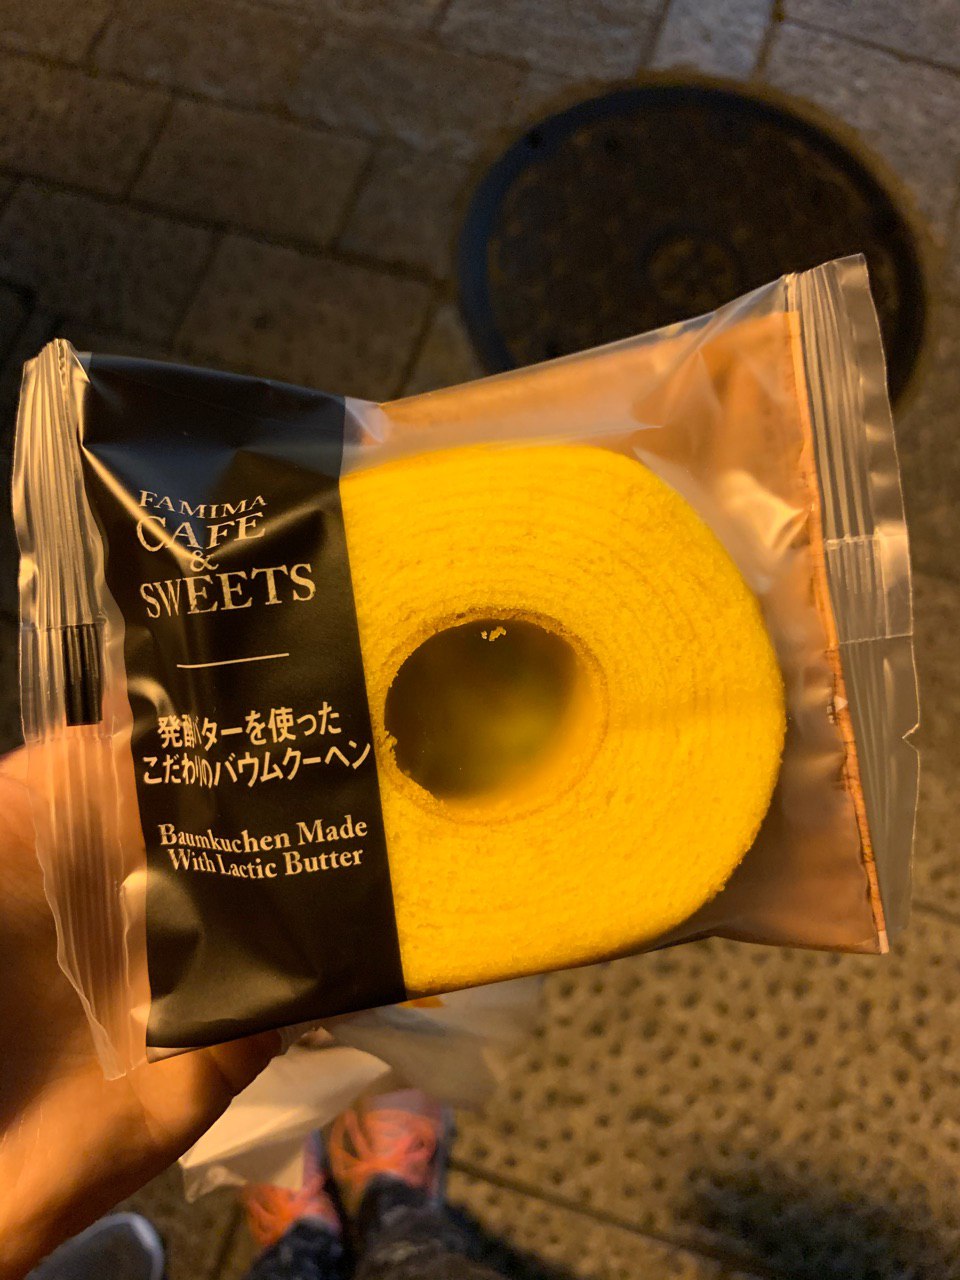 FAMIMA
CAFE
&
SWEETS
発酵バターを使った
こだわりのバウムクーヘン
Baumkuchen Made
With Lactic Butter